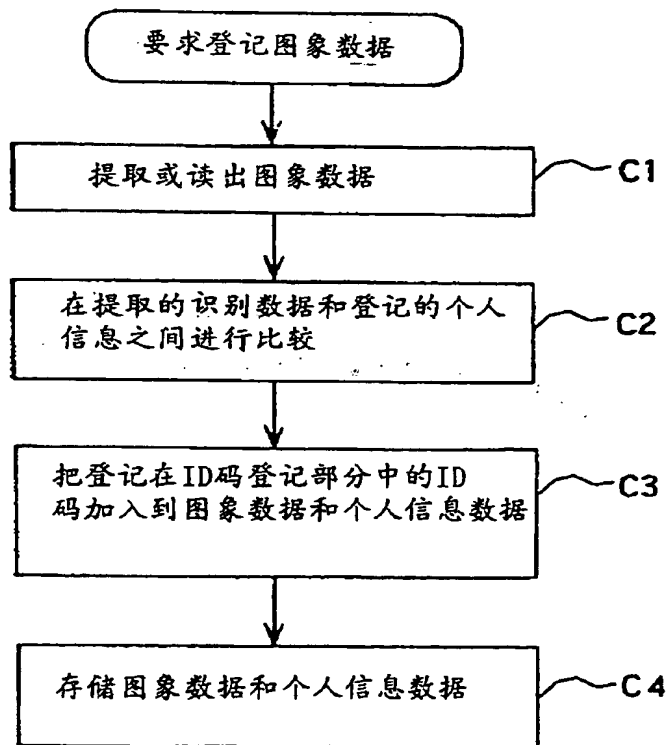 要求登记图象数据
提取或读出图象数据
C1
在提取的识别数据和登记的个人
信息之间进行比较
C2
把登记在ID码登记部分中的ID
码加入到图象数据和个人信息数据
C3
存储图象数据和个人信息数据
C4